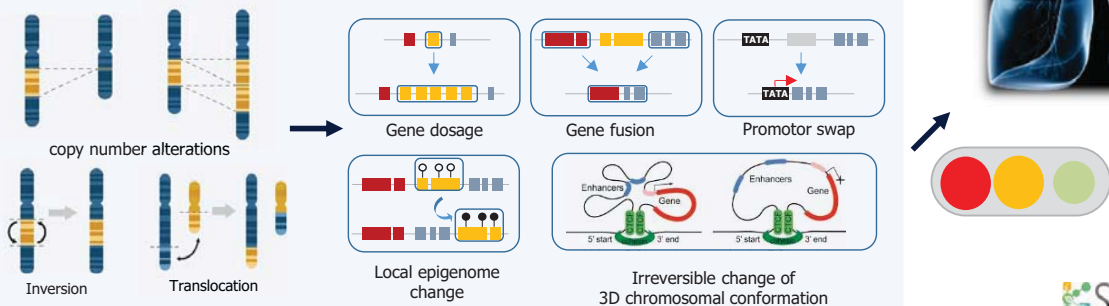 copy number alterations
Inversion
Translocation
Gene dosage
Gene fusion
TATA
TATA
Promotor swap
Local epigenome
change
Enhancers
Gene
5' start
3' end
Enhancers
Gene
5' start
3' end
Irreversible change of
3D chromosomal conformation